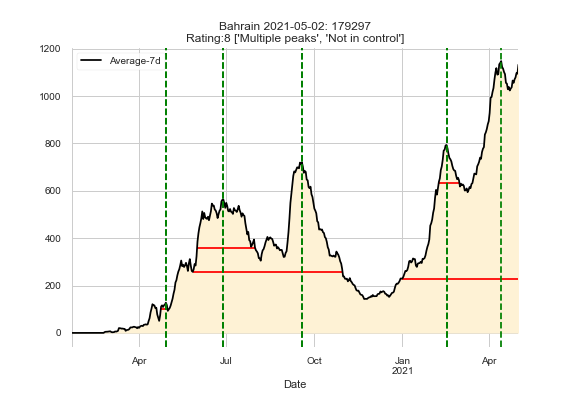 Bahrain 2021-05-02: 179297
Rating:8 ['Multiple peaks', 'Not in control']
Average-7d
1200
1000
800
600
400
200
0
Apr
Jul
Oct
Jan
2021
Apr
Date